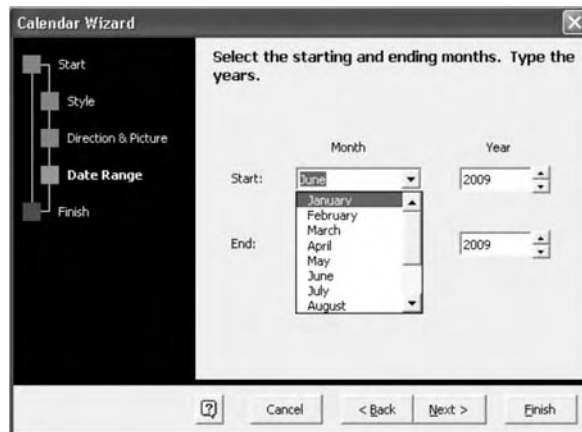 Calendar Wizard
Start
Style
Direction & Picture
Date Range
Finish
Select the starting and ending months. Type the
years.
Month Year
Start: June 2009
January
February
March
April
May
June
July
August
End: 2009
? Cancel < Back Next > Finish